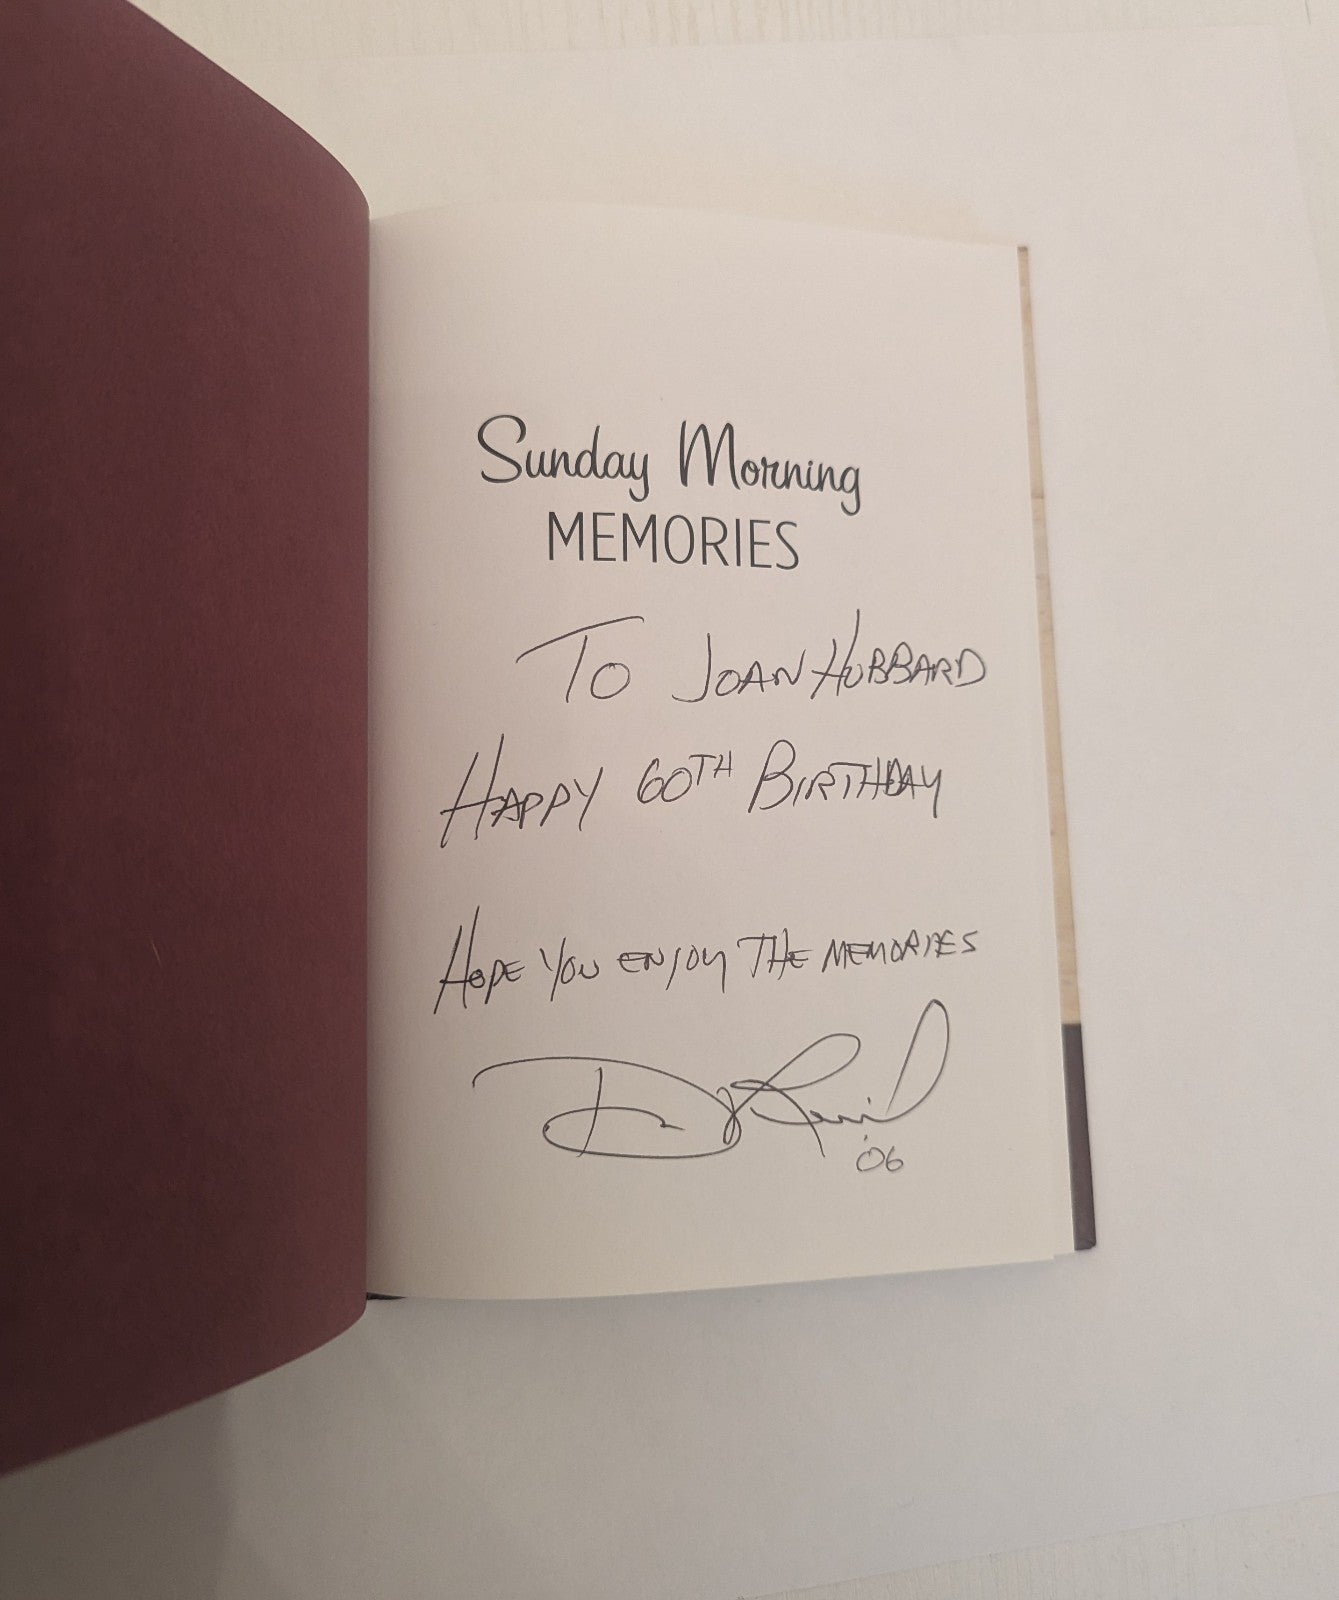 Sunday Morning
MEMORIES
TO JOAN HUBBARD
HAPPY 60TH BIRTHDAY
HOPE YOU ENJOY THE MEMORIES
'06